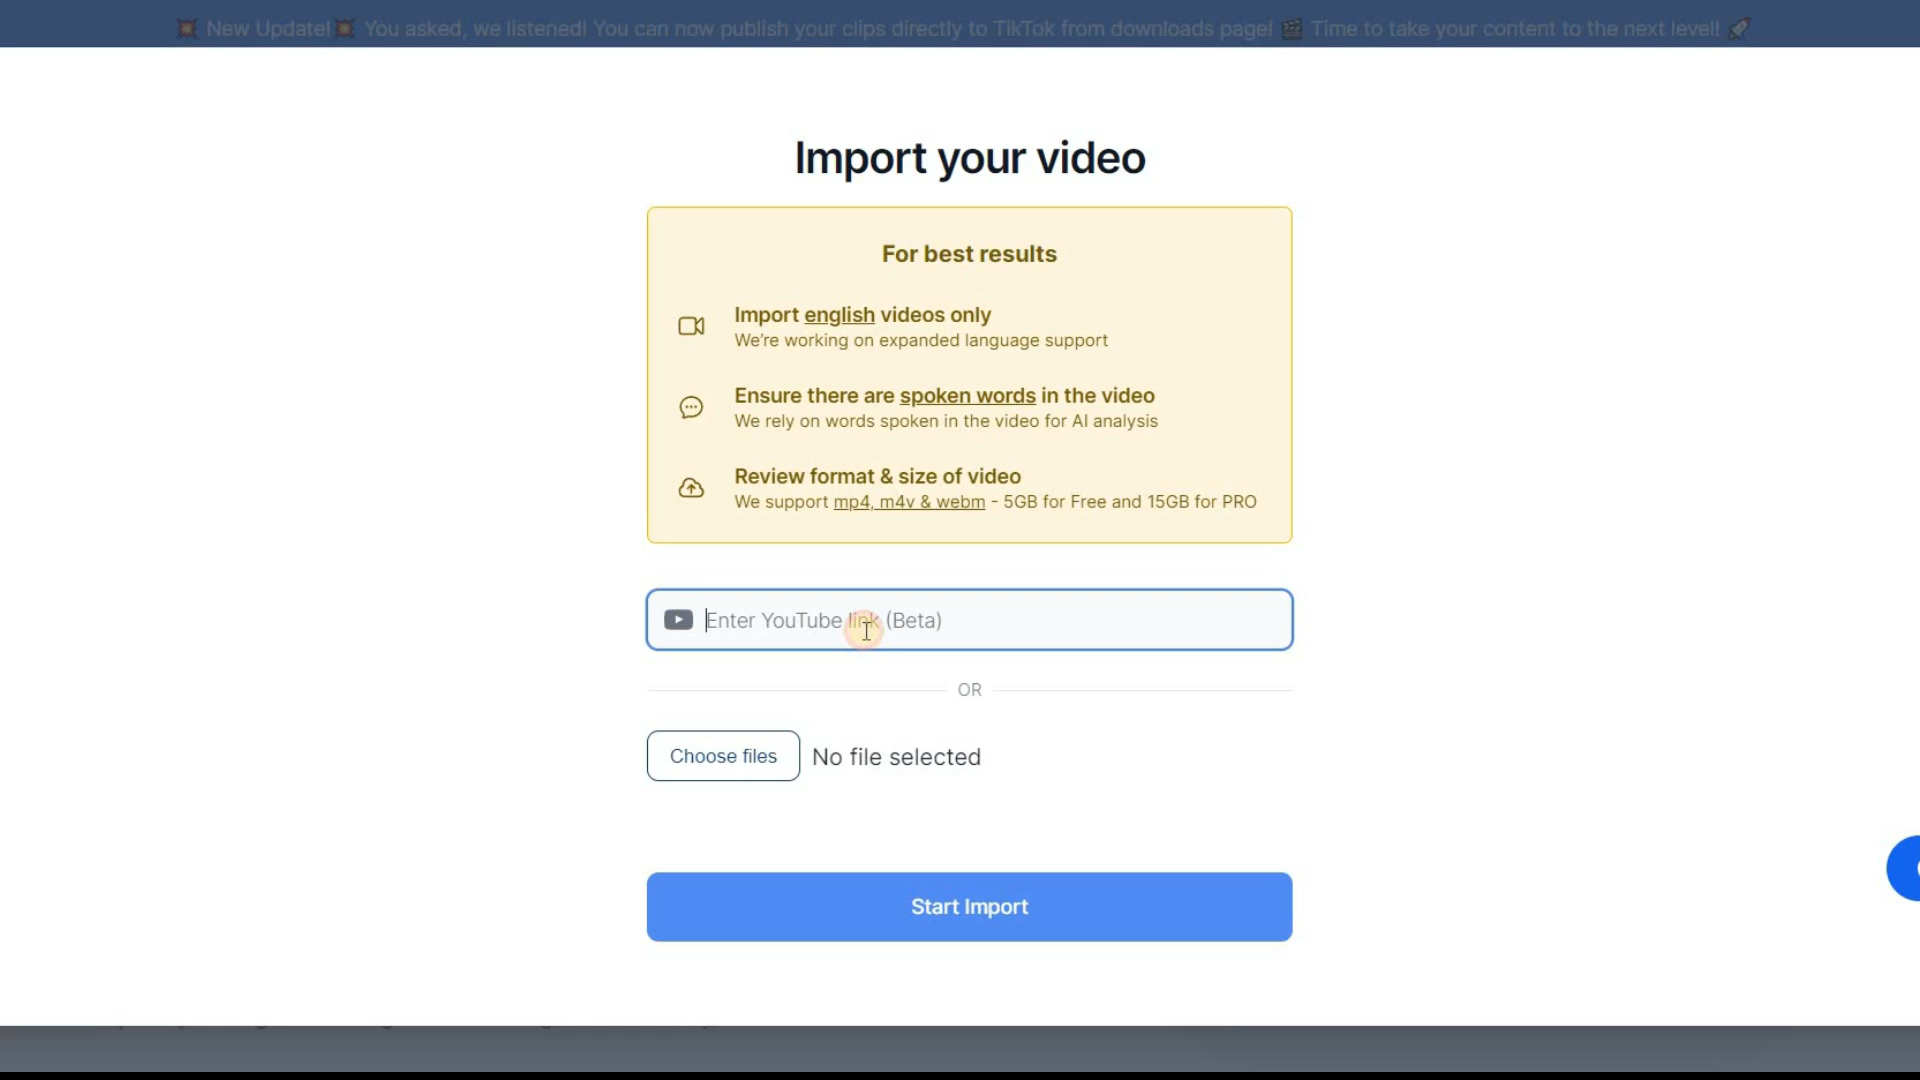 💥 New Update!💥 You asked, we listened! You can now publish your clips directly to TikTok from downloads page! 🎬 Time to take your content to the next level! 🚀
Import your video
For best results
Import english videos only
We're working on expanded language support
Ensure there are spoken words in the video
We rely on words spoken in the video for AI analysis
Review format & size of video
We support mp4, m4v & webm - 5GB for Free and 15GB for PRO
Enter YouTube link (Beta)
OR
Choose files No file selected
Start Import